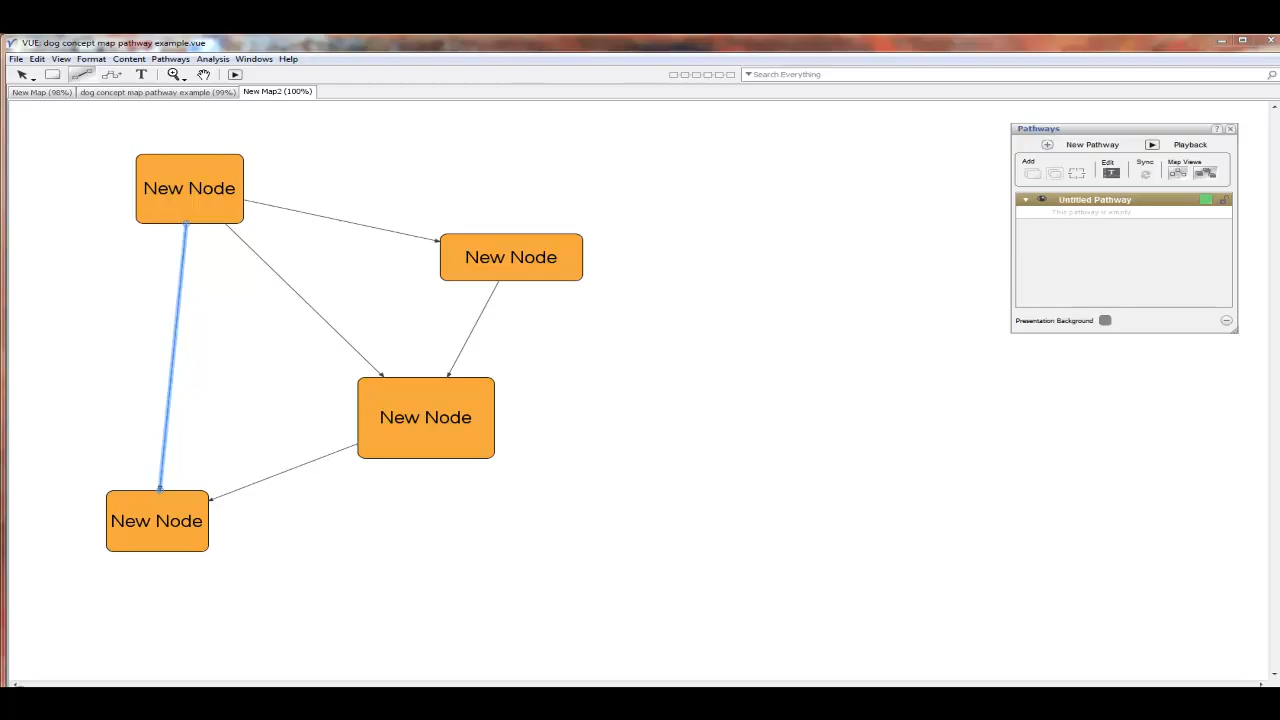 VUE: dog concept map pathway example.vue
File Edit View Format Content Pathways Analysis Windows Help
T Search Everything
New Map (98%) dog concept map pathway example (99%) New Map2 (100%)
Pathways
New Pathway Playback
Add Edit Sync Map Views
T
Untitled Pathway
This pathway is empty
Presentation Background
New Node
New Node
New Node
New Node